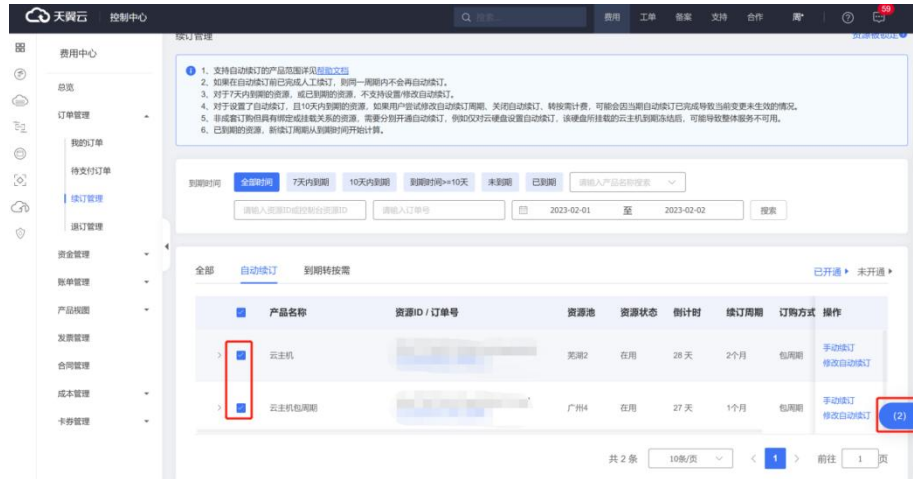 天翼云 控制中心 费用 工单 备案 支持 合作 59
费用中心
总览
订单管理
我的订单
待支付订单
续订管理
退订管理
资金管理
账单管理
产品视图
发票管理
合同管理
成本管理
卡券管理
续订管理
1、支持自动续订的产品范围详见帮助文档
2、如果在自动续订前已完成人工续订，则同一周期内不会再自动续订。
3、对于7天内到期的资源，或已到期的资源，不支持设置/修改自动续订。
4、对于设置了自动续订，且10天内到期的资源，如果用户尝试修改自动续订周期、关闭自动续订、转按需计费，可能会因当期自动续订已完成导致当前变更未生效的情况。
5、非成套订购但具有绑定或挂载关系的资源，需要分别开通自动续订，例如仅对云硬盘设置自动续订，该硬盘所挂载的云主机到期冻结后，可能导致整体服务不可用。
6、已到期的资源，新续订周期从到期时间开始计算。
到期时间 全部时间 7天内到期 10天内到期 到期时间>=10天 未到期 已到期 请输入产品名称搜索
请输入资源ID或控制台资源ID 请输入订单号 2023-02-01 至 2023-02-02 搜索
全部 自动续订 到期转按需 已开通 未开通
产品名称 资源ID / 订单号 资源池 资源状态 倒计时 续订周期 订购方式 操作
云主机 芜湖2 在用 28 天 2个月 包周期 手动续订
修改自动续订
云主机包周期 广州4 在用 27 天 1个月 包周期 手动续订
修改自动续订
(2)
共 2 条 10条/页 1 前往 1 页